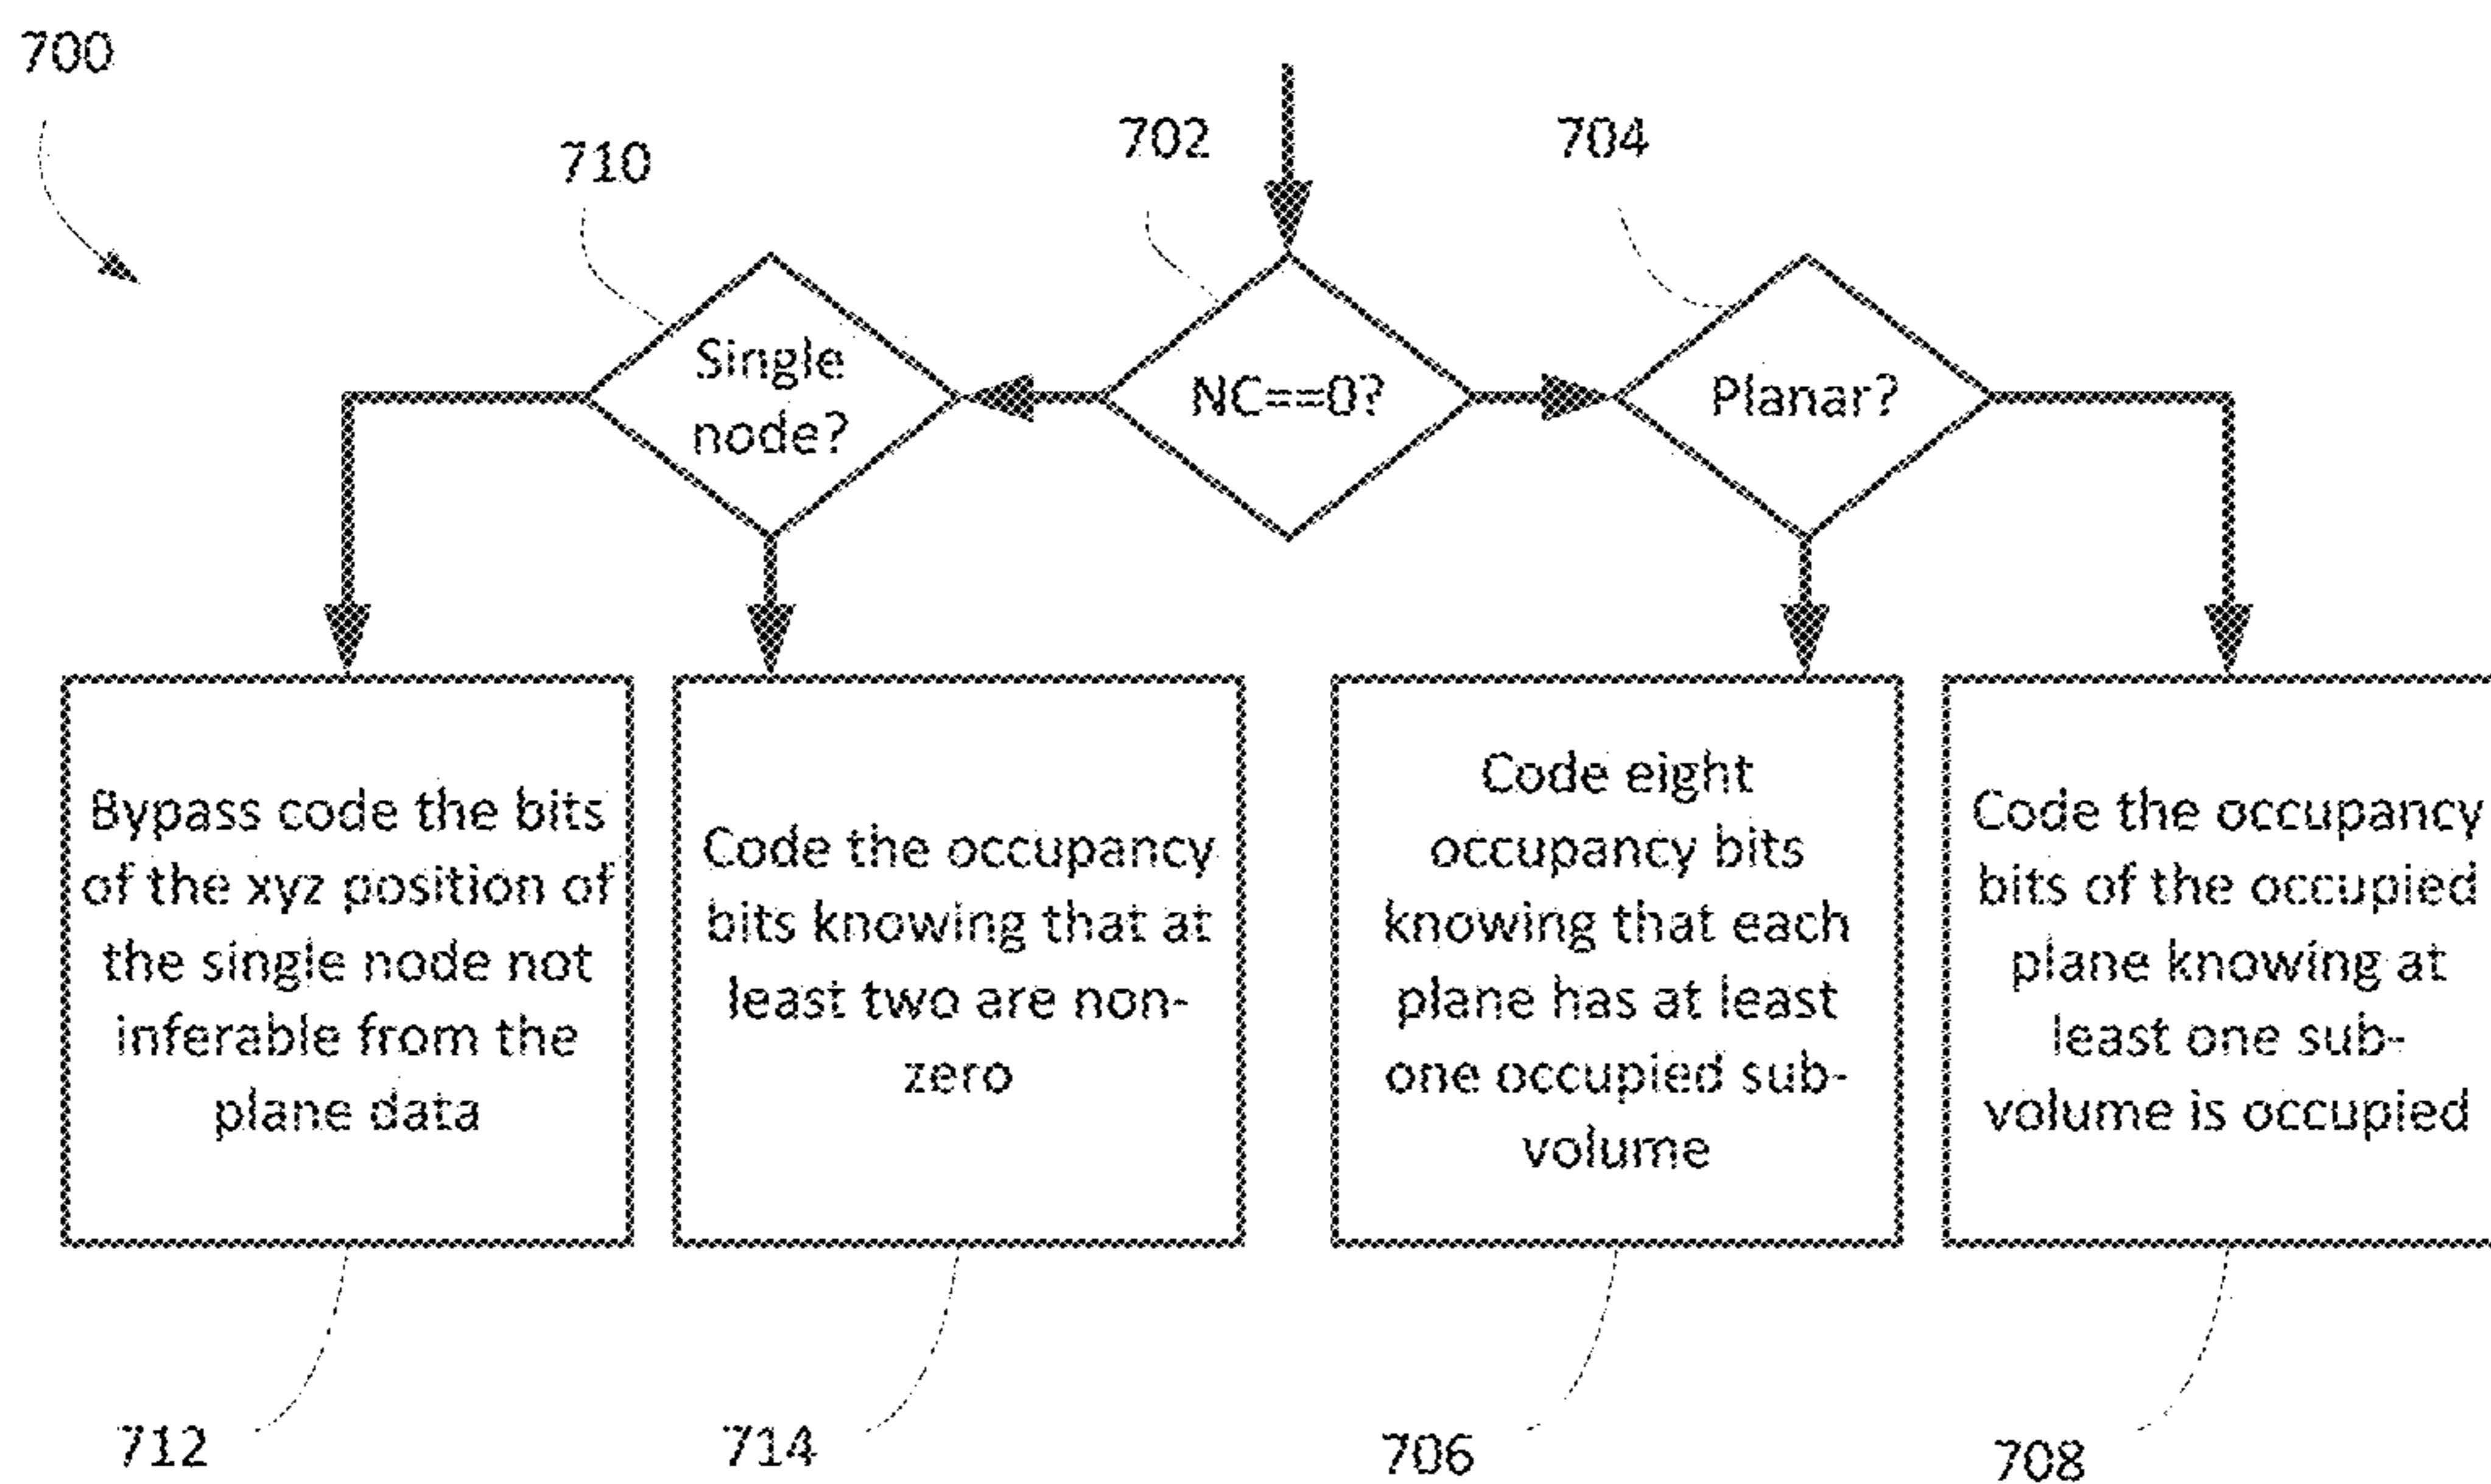 700
710
702
704
Single
node?
NC==0?
Planar?
Bypass code the bits
of the xyz position of
the single node not
inferable from the
plane data
Code the occupancy
bits knowing that at
least two are non-
zero
Code eight
occupancy bits
knowing that each
plane has at least
one occupied sub-
volume
Code the occupancy
bits of the occupied
plane knowing at
least one sub-
volume is occupied
712
714
706
708